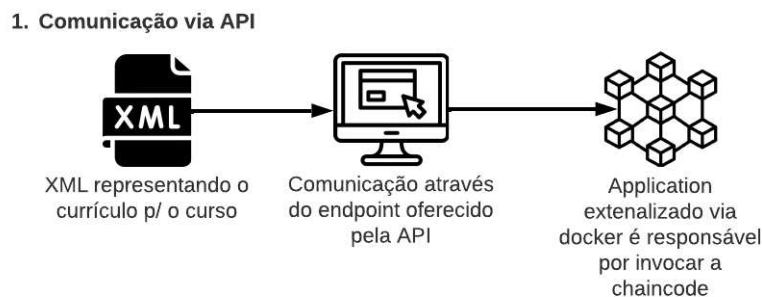 1. Comunicação via API
XML
XML representando o
currículo p/ o curso
Comunicação através
do endpoint oferecido
pela API
Application
extenalizado via
docker é responsável
por invocar a
chaincode